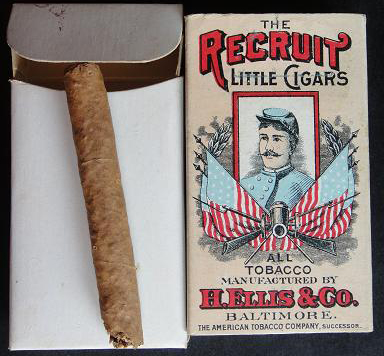 THE
RECRUIT
LITTLE CIGARS
ALL
TOBACCO
MANUFACTURED BY
H. ELLIS & CO.
BALTIMORE.
THE AMERICAN TOBACCO COMPANY, SUCCESSOR.